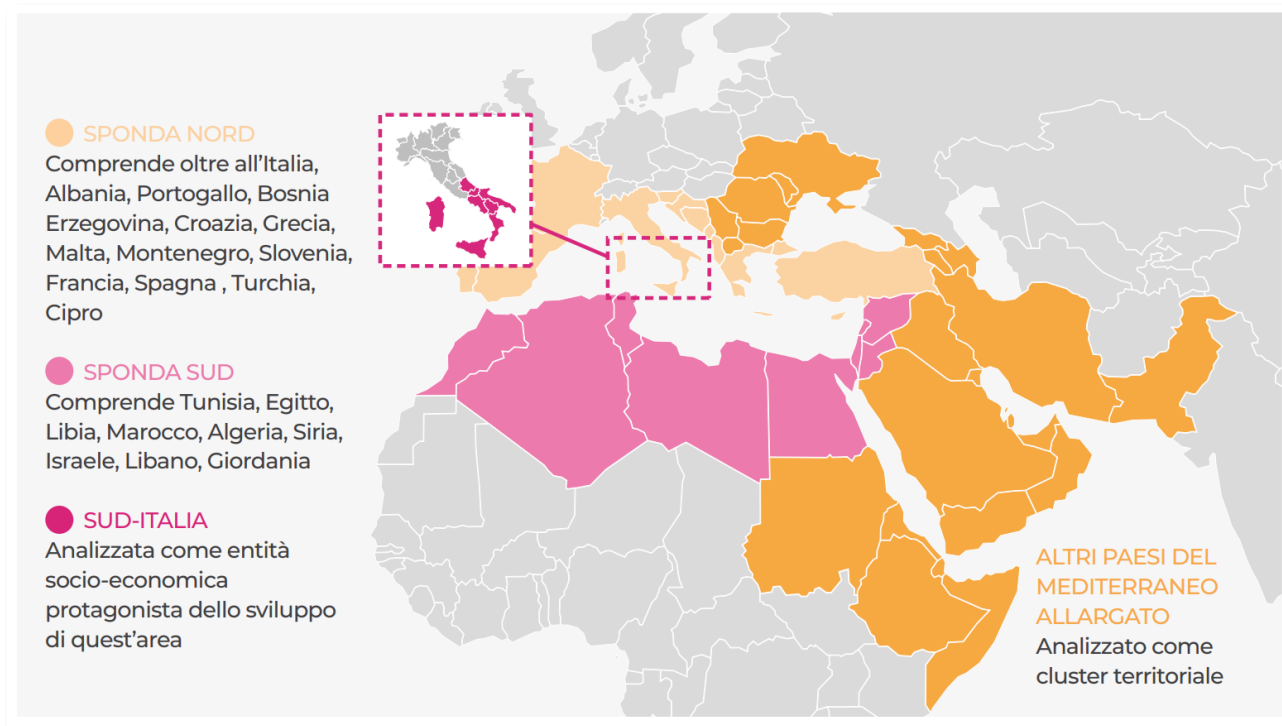 SPONDA NORD
Comprende oltre all'Italia,
Albania, Portogallo, Bosnia
Erzegovina, Croazia, Grecia,
Malta, Montenegro, Slovenia,
Francia, Spagna , Turchia,
Cipro
SPONDA SUD
Comprende Tunisia, Egitto,
Libia, Marocco, Algeria, Siria,
Israele, Libano, Giordania
SUD-ITALIA
Analizzata come entità
socio-economica
protagonista dello sviluppo
di quest'area
ALTRI PAESI DEL
MEDITERRANEO
ALLARGATO
Analizzato come
cluster territoriale